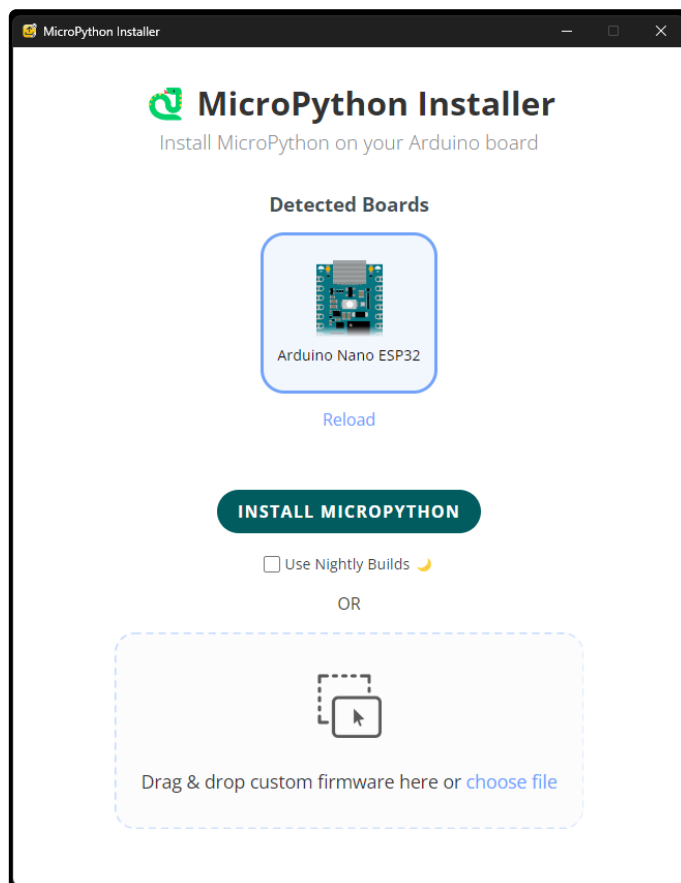 MicroPython Installer
MicroPython Installer
Install MicroPython on your Arduino board
Detected Boards
Arduino Nano ESP32
Reload
INSTALL MICROPYTHON
Use Nightly Builds 🌙
OR
Drag & drop custom firmware here or choose file